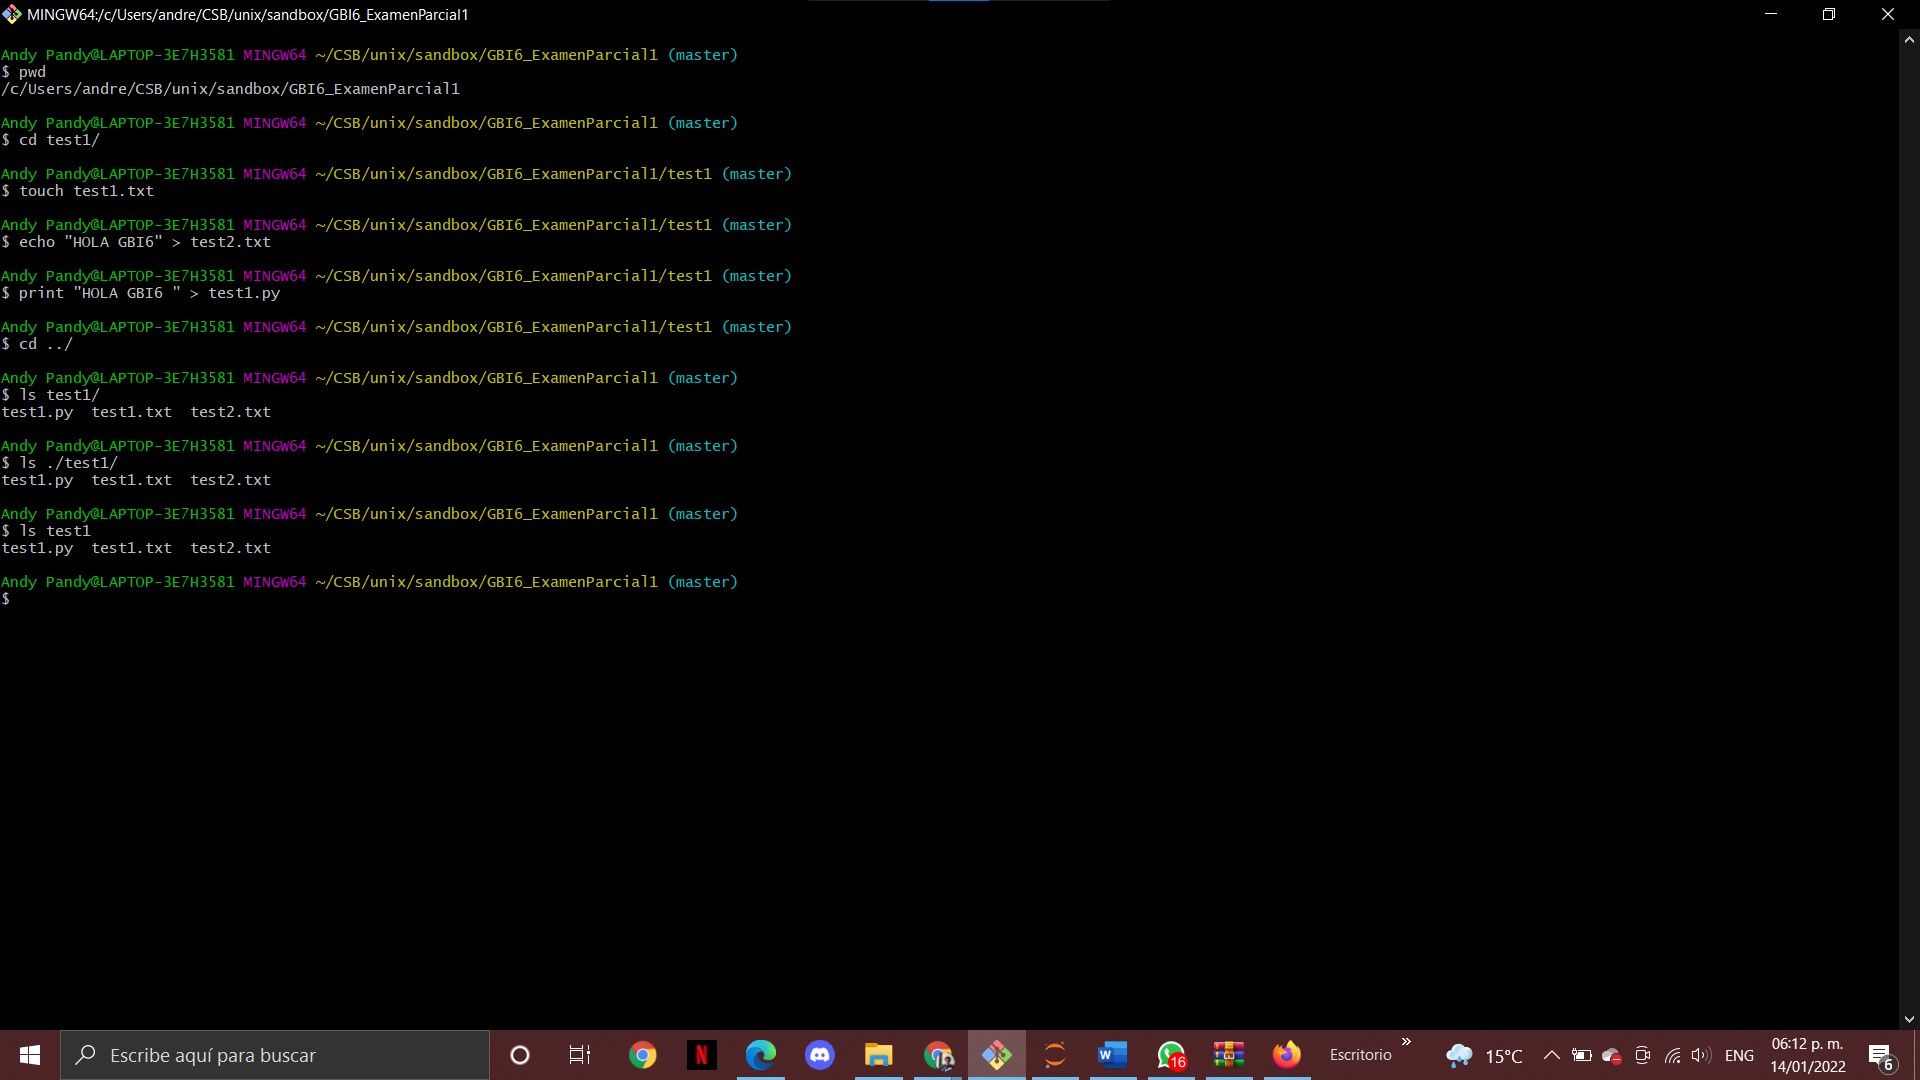 MINGW64:/c/Users/andre/CSB/unix/sandbox/GBI6_ExamenParcial1
Andy Pandy@LAPTOP-3E7H3581 MINGW64 ~/CSB/unix/sandbox/GBI6_ExamenParcial1 (master)
$ pwd
/c/Users/andre/CSB/unix/sandbox/GBI6_ExamenParcial1
Andy Pandy@LAPTOP-3E7H3581 MINGW64 ~/CSB/unix/sandbox/GBI6_ExamenParcial1 (master)
$ cd test1/
Andy Pandy@LAPTOP-3E7H3581 MINGW64 ~/CSB/unix/sandbox/GBI6_ExamenParcial1/test1 (master)
$ touch test1.txt
Andy Pandy@LAPTOP-3E7H3581 MINGW64 ~/CSB/unix/sandbox/GBI6_ExamenParcial1/test1 (master)
$ echo "HOLA GBI6" > test2.txt
Andy Pandy@LAPTOP-3E7H3581 MINGW64 ~/CSB/unix/sandbox/GBI6_ExamenParcial1/test1 (master)
$ print "HOLA GBI6 " > test1.py
Andy Pandy@LAPTOP-3E7H3581 MINGW64 ~/CSB/unix/sandbox/GBI6_ExamenParcial1/test1 (master)
$ cd ../
Andy Pandy@LAPTOP-3E7H3581 MINGW64 ~/CSB/unix/sandbox/GBI6_ExamenParcial1 (master)
$ ls test1/
test1.py  test1.txt  test2.txt
Andy Pandy@LAPTOP-3E7H3581 MINGW64 ~/CSB/unix/sandbox/GBI6_ExamenParcial1 (master)
$ ls ./test1/
test1.py  test1.txt  test2.txt
Andy Pandy@LAPTOP-3E7H3581 MINGW64 ~/CSB/unix/sandbox/GBI6_ExamenParcial1 (master)
$ ls test1
test1.py  test1.txt  test2.txt
Andy Pandy@LAPTOP-3E7H3581 MINGW64 ~/CSB/unix/sandbox/GBI6_ExamenParcial1 (master)
$
Escribe aquí para buscar
N
W
16
Escritorio
»
15°C
ENG
06:12 p. m.
14/01/2022
6